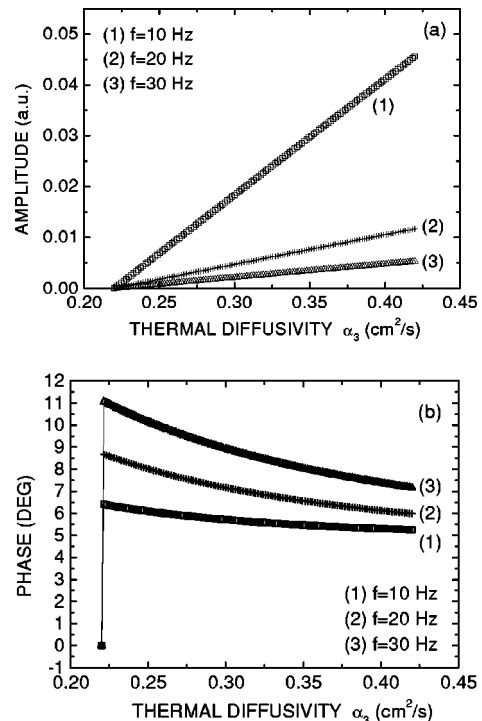 0.05
0.04
0.03
0.02
0.01
0.00
AMPLITUDE (a.u.)
(1) f=10 Hz
(2) f=20 Hz
(3) f=30 Hz
(a)
(1)
(2)
(3)
0.20 0.25 0.30 0.35 0.40 0.45
THERMAL DIFFUSIVITY α₃ (cm²/s)
12
11
10
9
8
7
6
5
4
3
2
1
0
-1
PHASE (DEG)
(b)
(3)
(2)
(1)
(1) f=10 Hz
(2) f=20 Hz
(3) f=30 Hz
0.20 0.25 0.30 0.35 0.40 0.45
THERMAL DIFFUSIVITY α₃ (cm²/s)